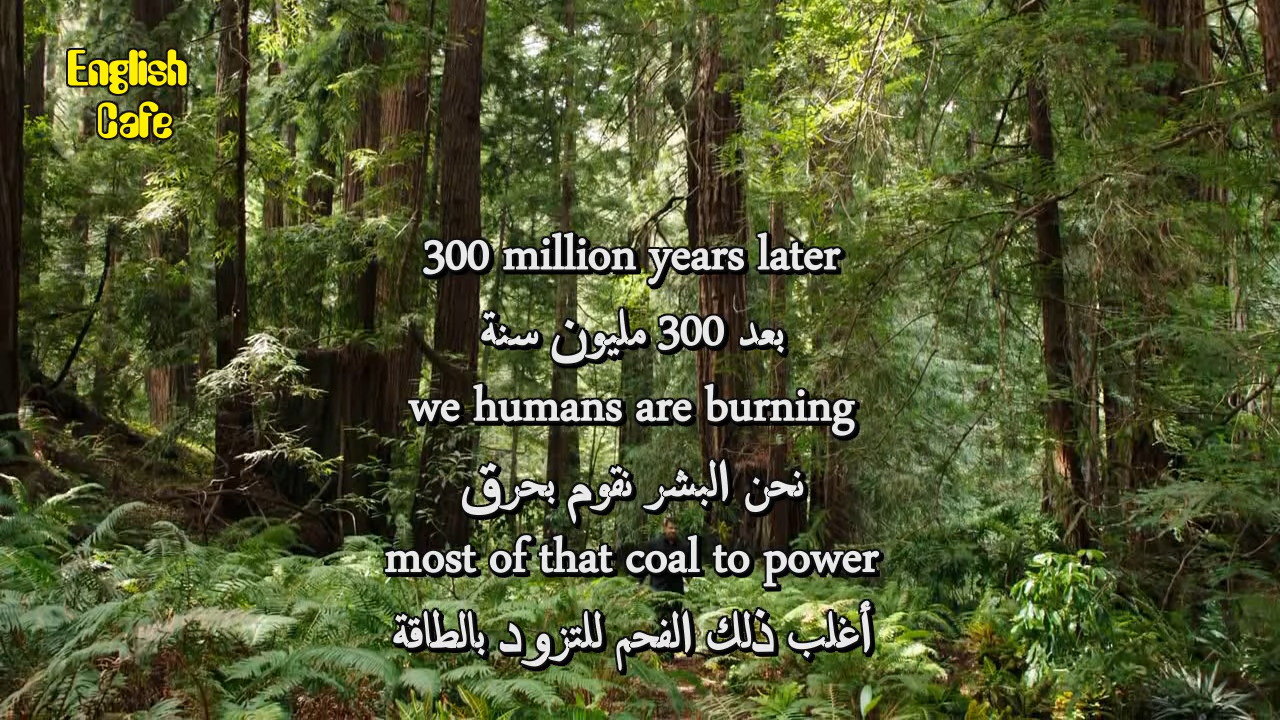 English
Cafe
300 million years later
بعد 300 مليون سنة
we humans are burning
نحن البشر نقوم بحرق
most of that coal to power
أغلب ذلك الفحم للتزود بالطاقة